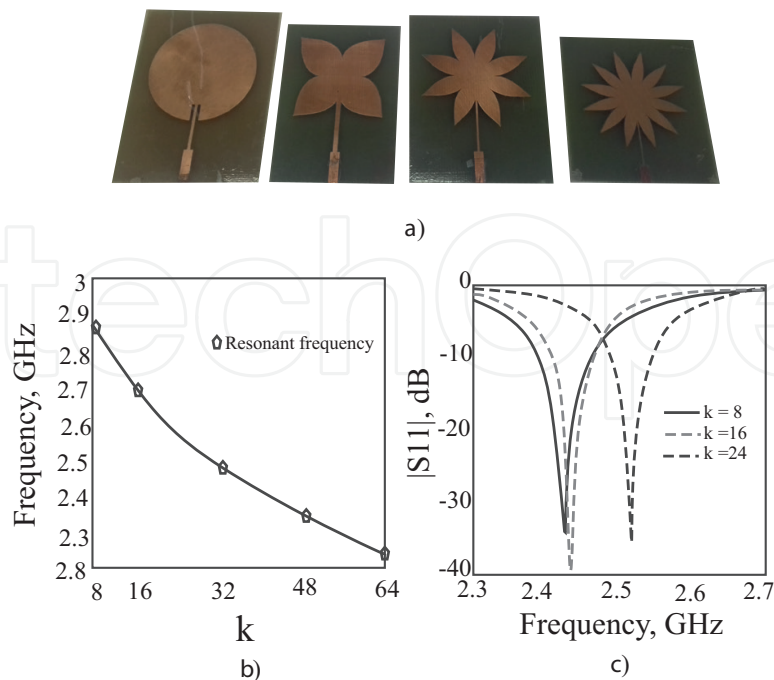 a)
techOpe
3
2.9
2.8
2.7
2.6
2.5
2.4
2.3
2.8
Frequency, GHz
Resonant frequency
8 16 32 48 64
k
b)
0
-10
-20
-30
-40
|S11|, dB
k = 8
k =16
k =24
2.3 2.4 2.5 2.6 2.7
Frequency, GHz
c)